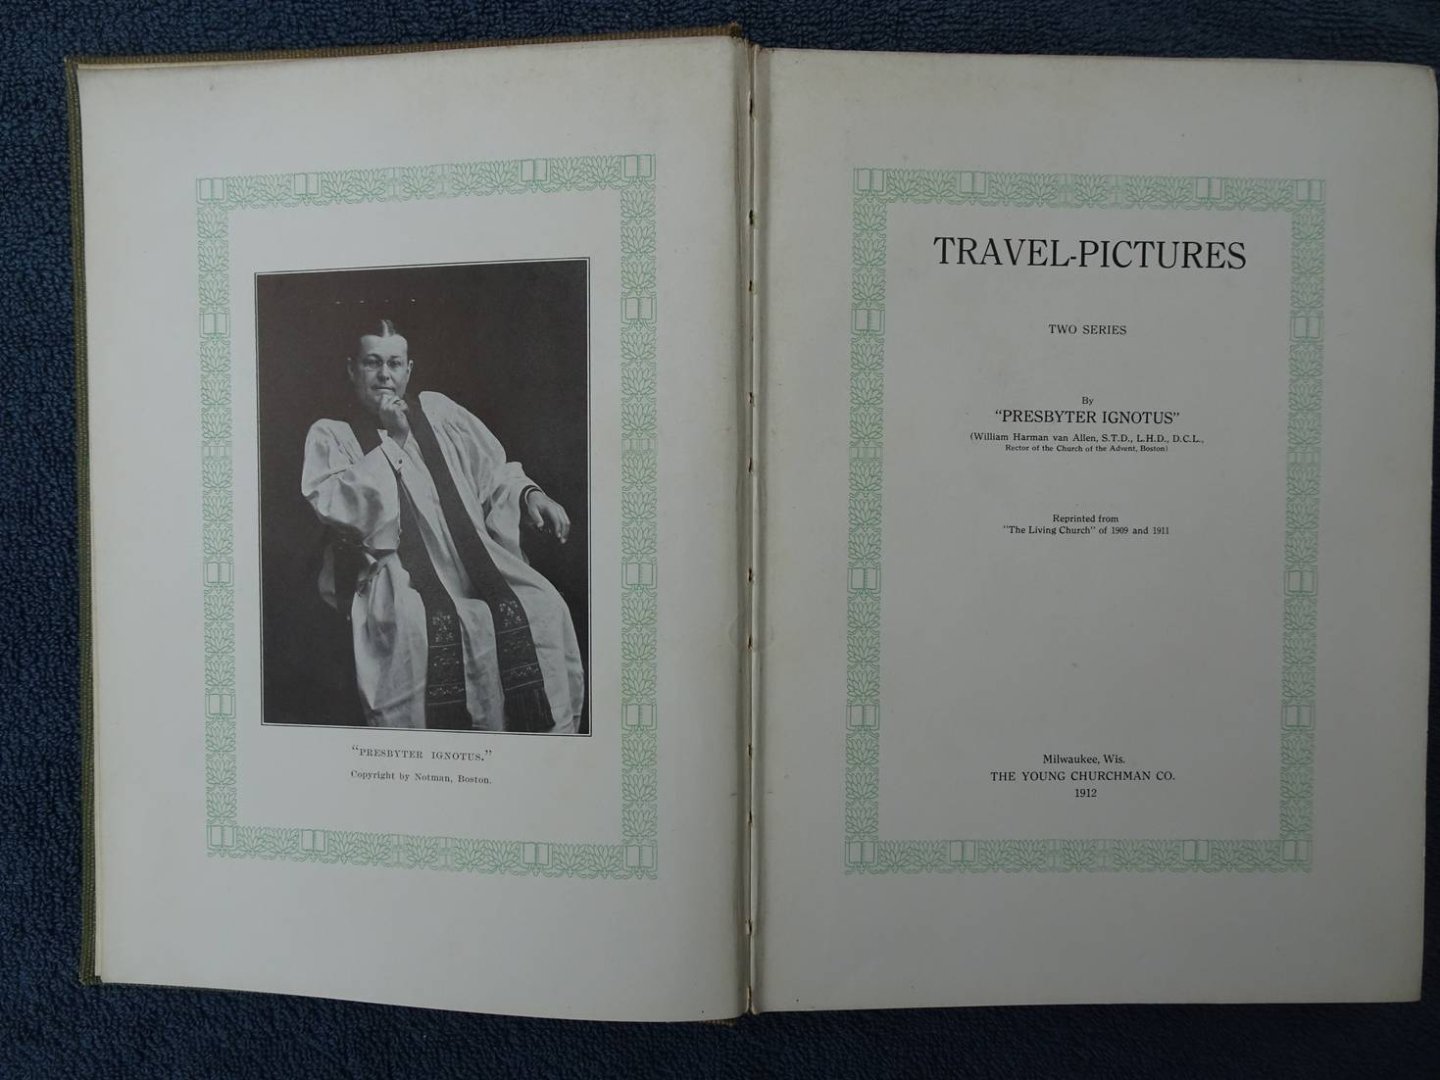 "PRESBYTER IGNOTUS."
Copyright by Notman, Boston.
TRAVEL-PICTURES
TWO SERIES
By
"PRESBYTER IGNOTUS"
(William Harman van Allen, S.T.D., L.H.D., D.C.L.,
Rector of the Church of the Advent, Boston)
Reprinted from
"The Living Church" of 1909 and 1911
Milwaukee, Wis.
THE YOUNG CHURCHMAN CO.
1912